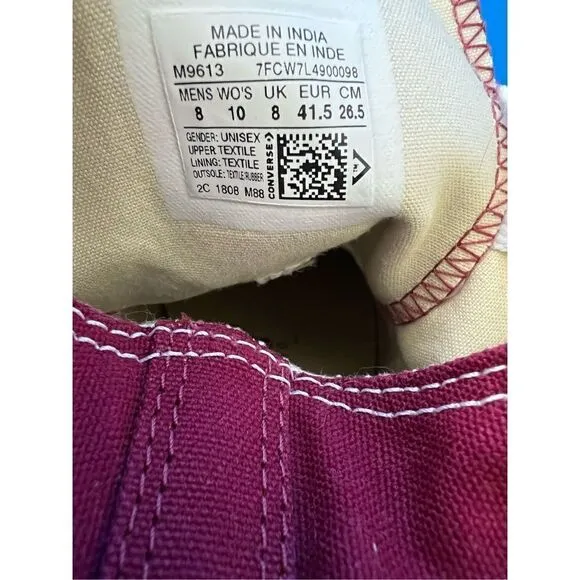 MADE IN INDIA
FABRIQUE EN INDE
M9613 7FCW7L4900098
MENS WO'S UK EUR CM
8 10 8 41.5 26.5
GENDER: UNISEX
UPPER: TEXTILE
LINING: TEXTILE
OUTSOLE: TEXTILE/RUBBER
2C 1808 M88
CONVERSE
TM